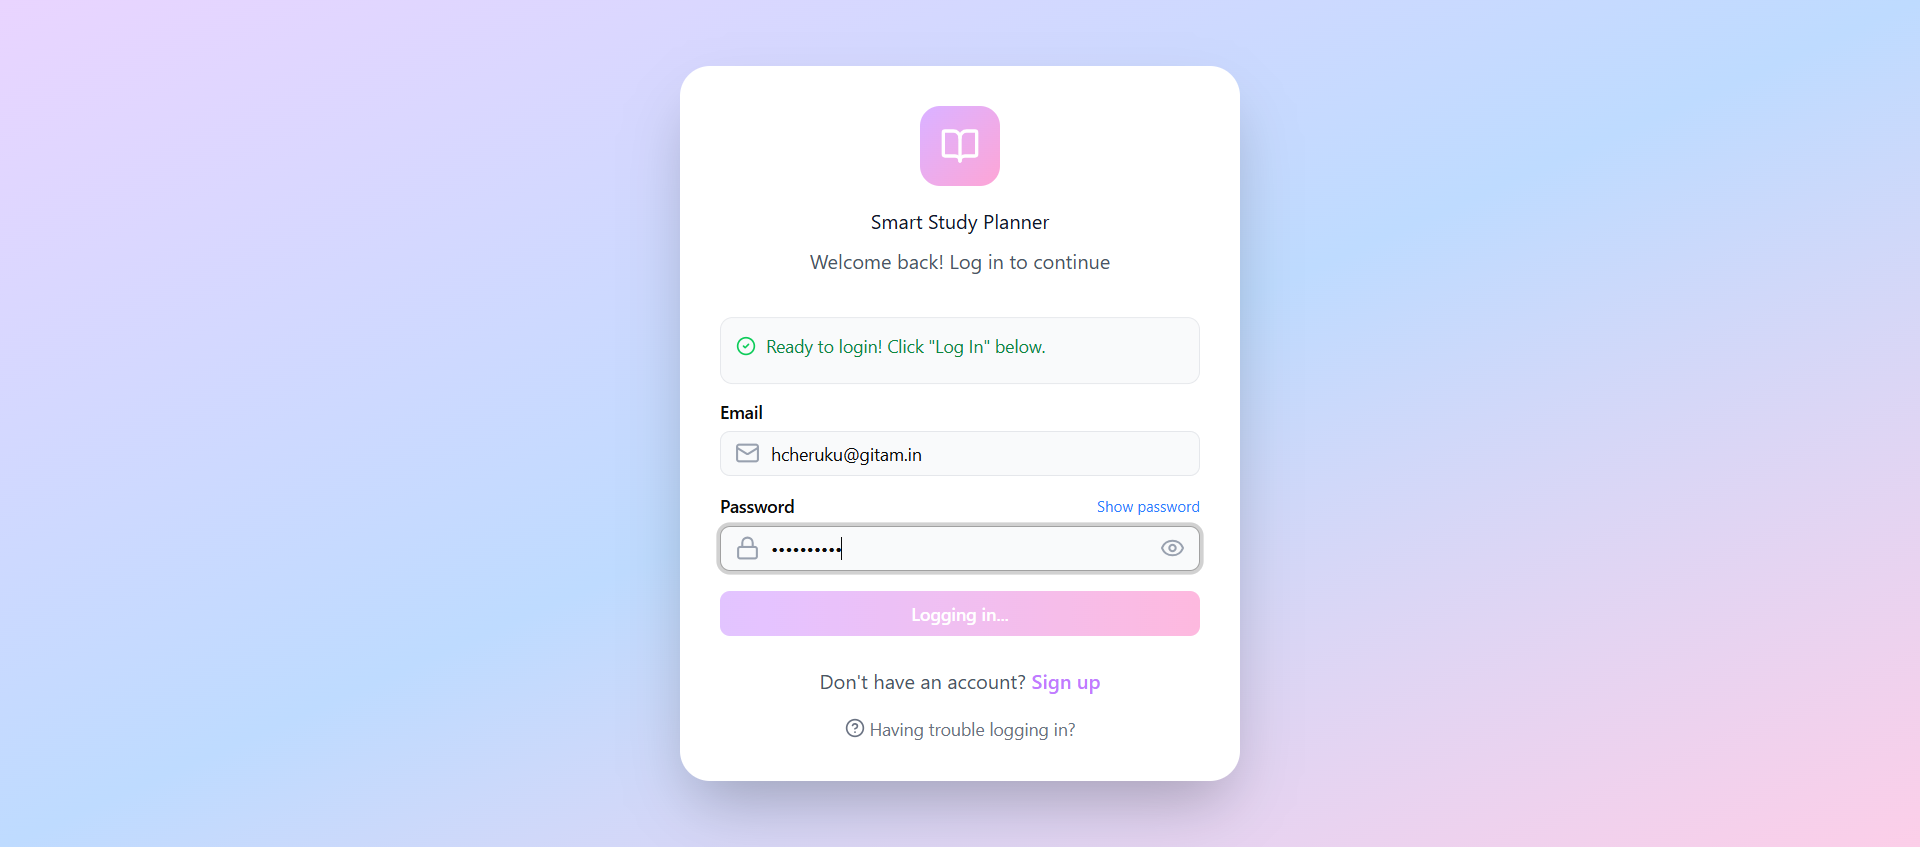 Smart Study Planner
Welcome back! Log in to continue
Ready to login! Click "Log In" below.
Email
hcheruku@gitam.in
Password
Show password
••••••••••
Logging in...
Don't have an account? Sign up
Having trouble logging in?